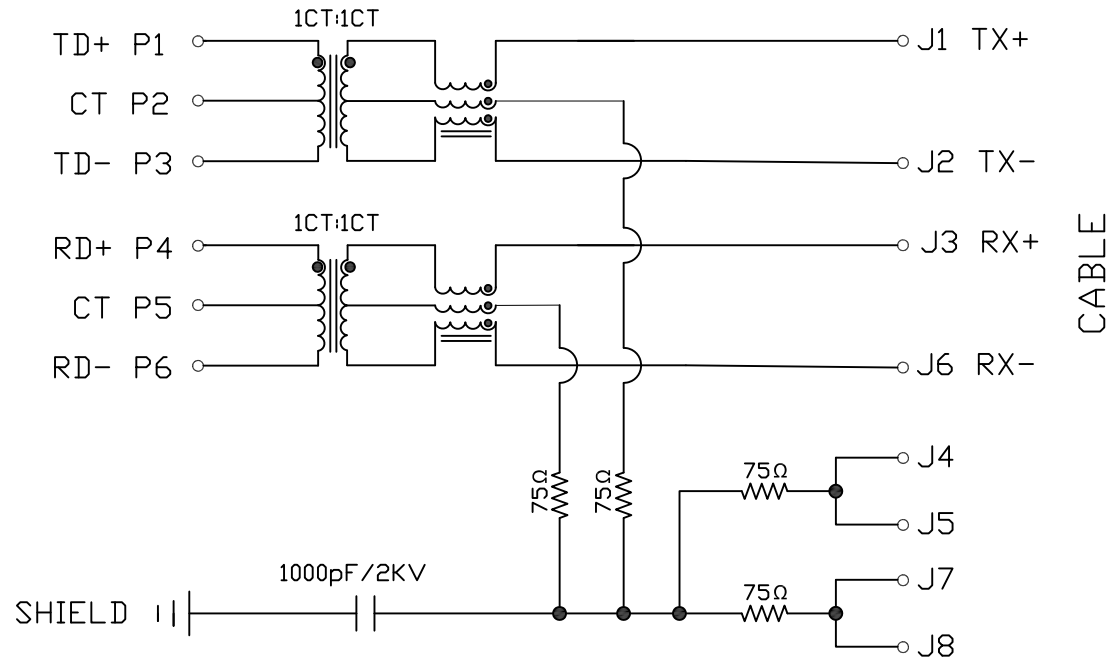 1CT:1CT
TD+ P1
J1 TX+
CT P2
TD- P3
J2 TX-
1CT:1CT
RD+ P4
J3 RX+
CABLE
CT P5
RD- P6
J6 RX-
J4
75Ω
75Ω
75Ω
J5
1000pF/2KV
J7
75Ω
SHIELD
J8